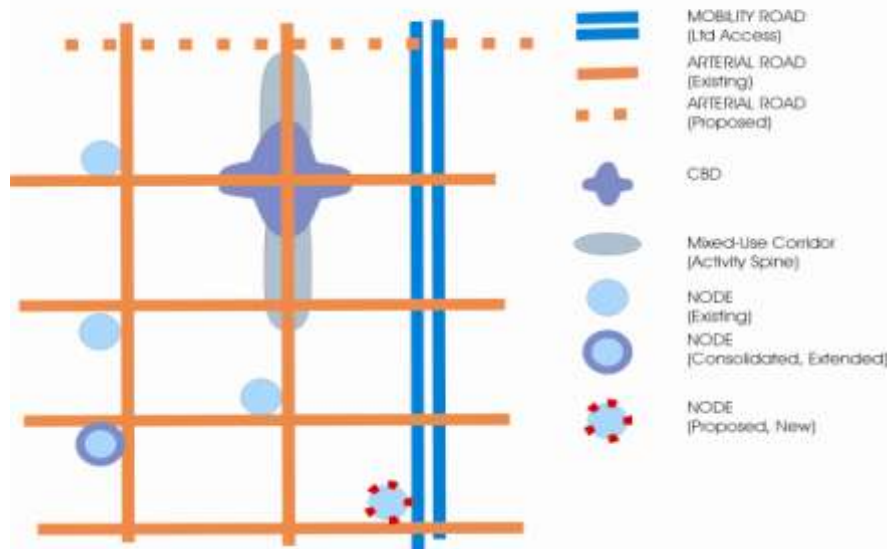 MOBILITY ROAD
(Ltd Access)
ARTERIAL ROAD
(Existing)
ARTERIAL ROAD
(Proposed)
CBD
Mixed-Use Corridor
(Activity Spine)
NODE
(Existing)
NODE
(Consolidated, Extended)
NODE
(Proposed, New)